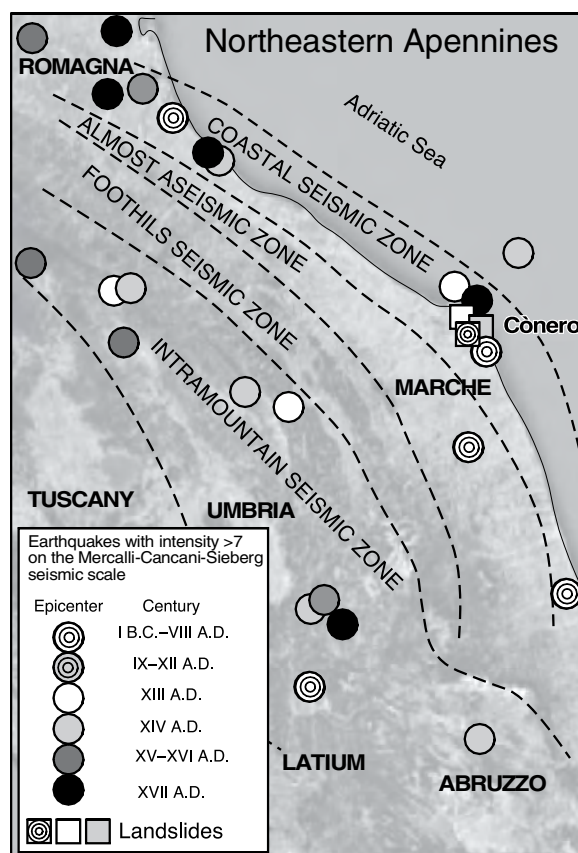 Northeastern Apennines
ROMAGNA
Adriatic Sea
COASTAL SEISMIC ZONE
ALMOST ASEISMIC ZONE
FOOTHILS SEISMIC ZONE
INTRAMOUNTAIN SEISMIC ZONE
Cònero
MARCHE
TUSCANY
UMBRIA
LATIUM
ABRUZZO
Earthquakes with intensity >7
on the Mercalli-Cancani-Sieberg
seismic scale
Epicenter Century
I B.C.–VIII A.D.
IX–XII A.D.
XIII A.D.
XIV A.D.
XV–XVI A.D.
XVII A.D.
Landslides